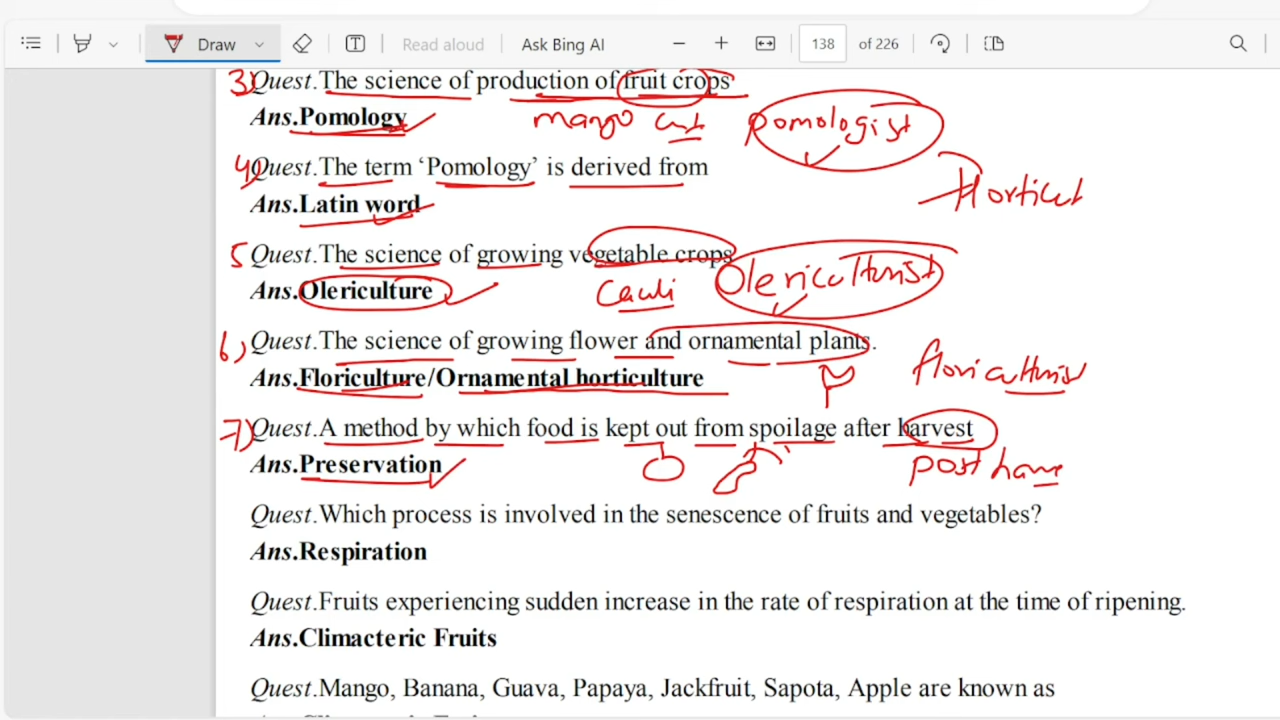 Draw
Read aloud
Ask Bing AI
138 of 226
3) Quest.The science of production of fruit crops
Ans.Pomology
mango
pomologist
4) Quest.The term ‘Pomology’ is derived from
Ans.Latin word
Horticul
5 Quest.The science of growing vegetable crops
Ans.Olericulture
Cauli
Olericulturist
6) Quest.The science of growing flower and ornamental plants.
Ans.Floriculture/Ornamental horticulture
floriculturist
7) Quest.A method by which food is kept out from spoilage after harvest
Ans.Preservation
post harve
Quest.Which process is involved in the senescence of fruits and vegetables?
Ans.Respiration
Quest.Fruits experiencing sudden increase in the rate of respiration at the time of ripening.
Ans.Climacteric Fruits
Quest.Mango, Banana, Guava, Papaya, Jackfruit, Sapota, Apple are known as